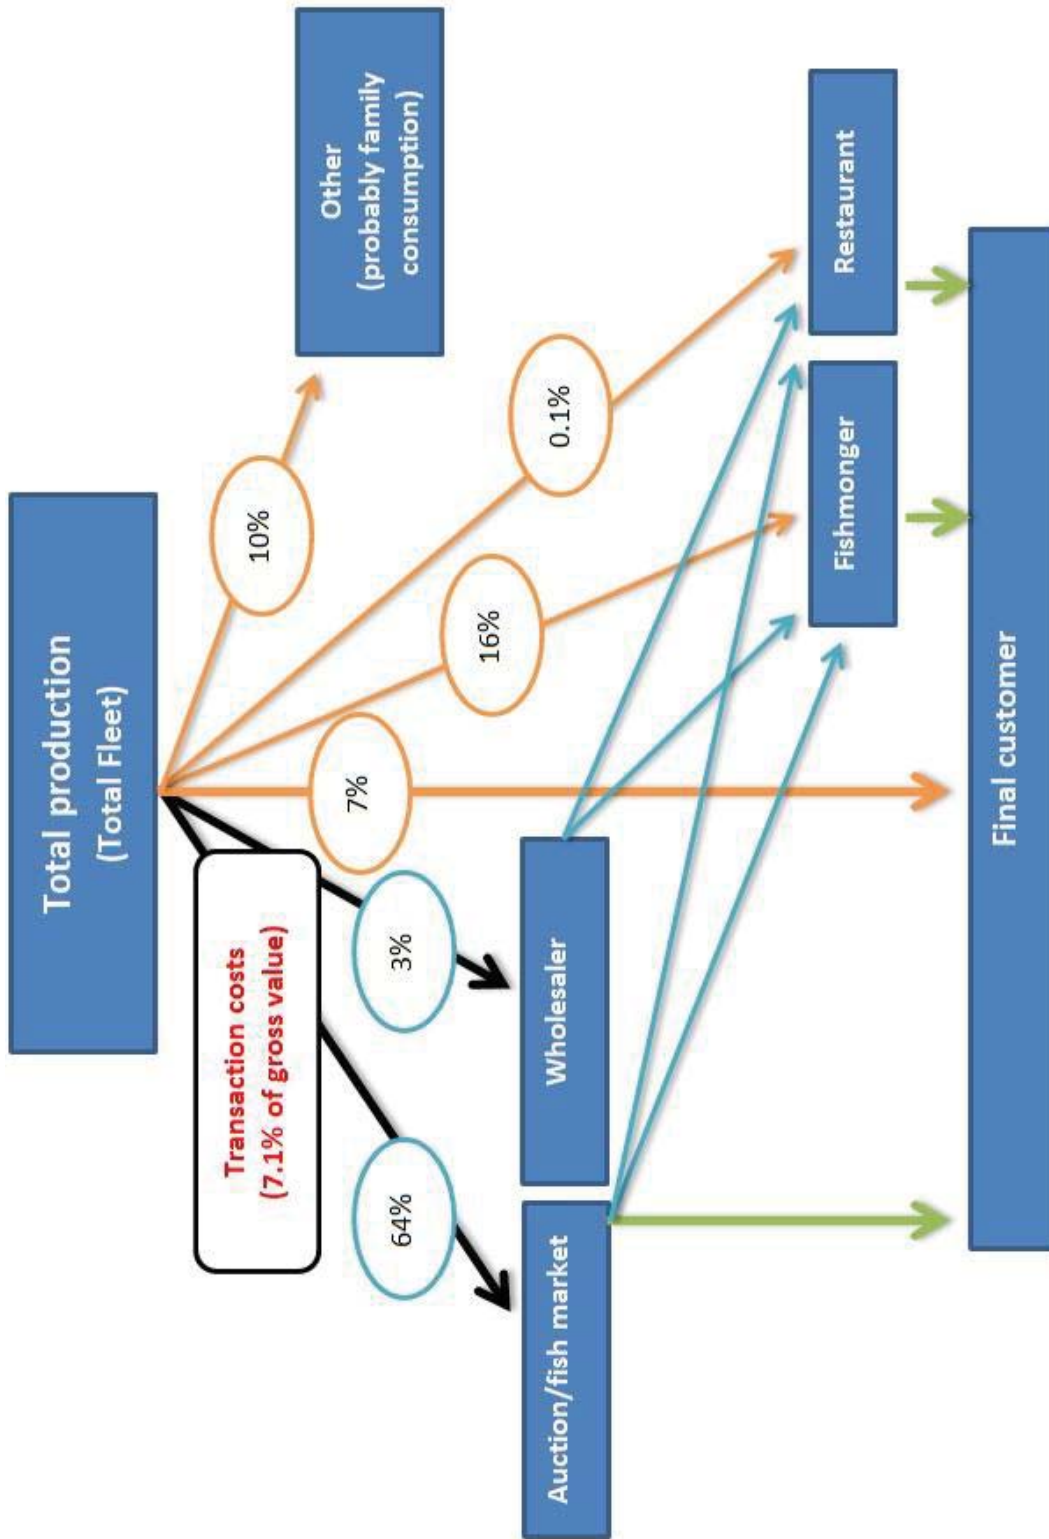 Total production
(Total Fleet)
Other
(probably family
consumption)
10%
Transaction costs
(7.1% of gross value)
0.1%
16%
7%
3%
64%
Auction/fish market
Wholesaler
Fishmonger
Restaurant
Final customer